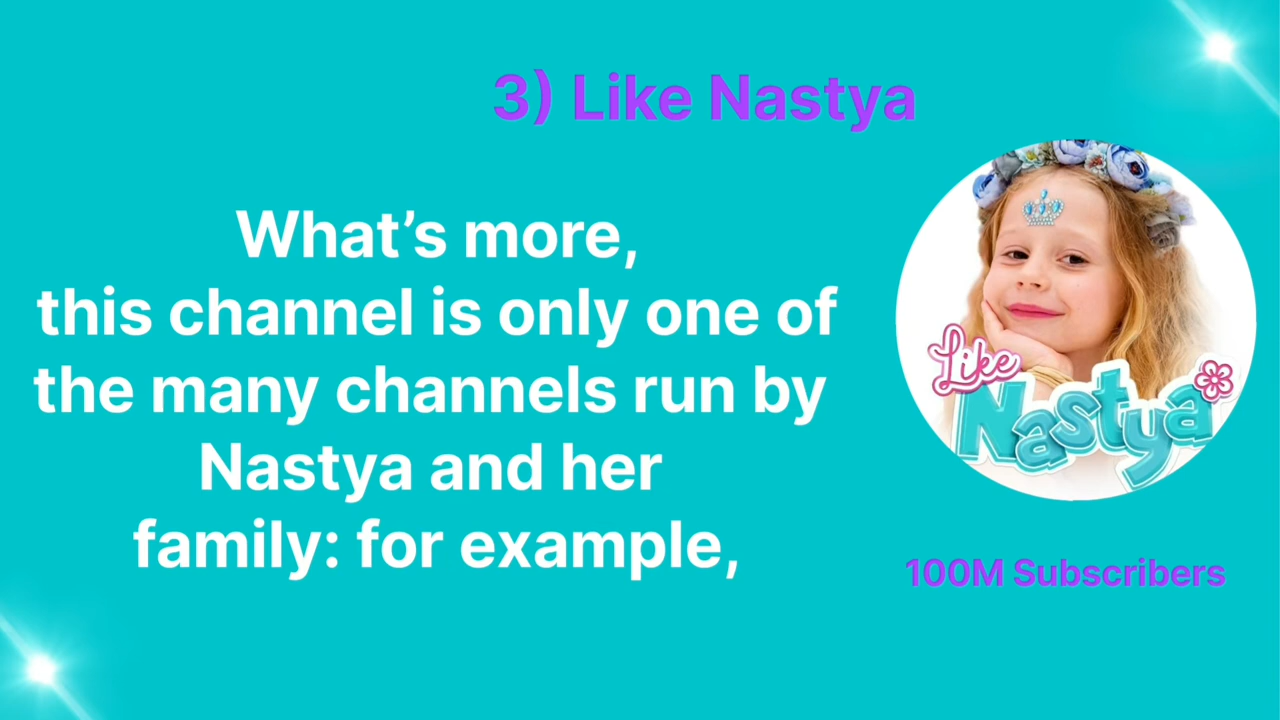 3) Like Nastya
What’s more,
this channel is only one of
the many channels run by
Nastya and her
family: for example,
Like
Nastya
100M Subscribers